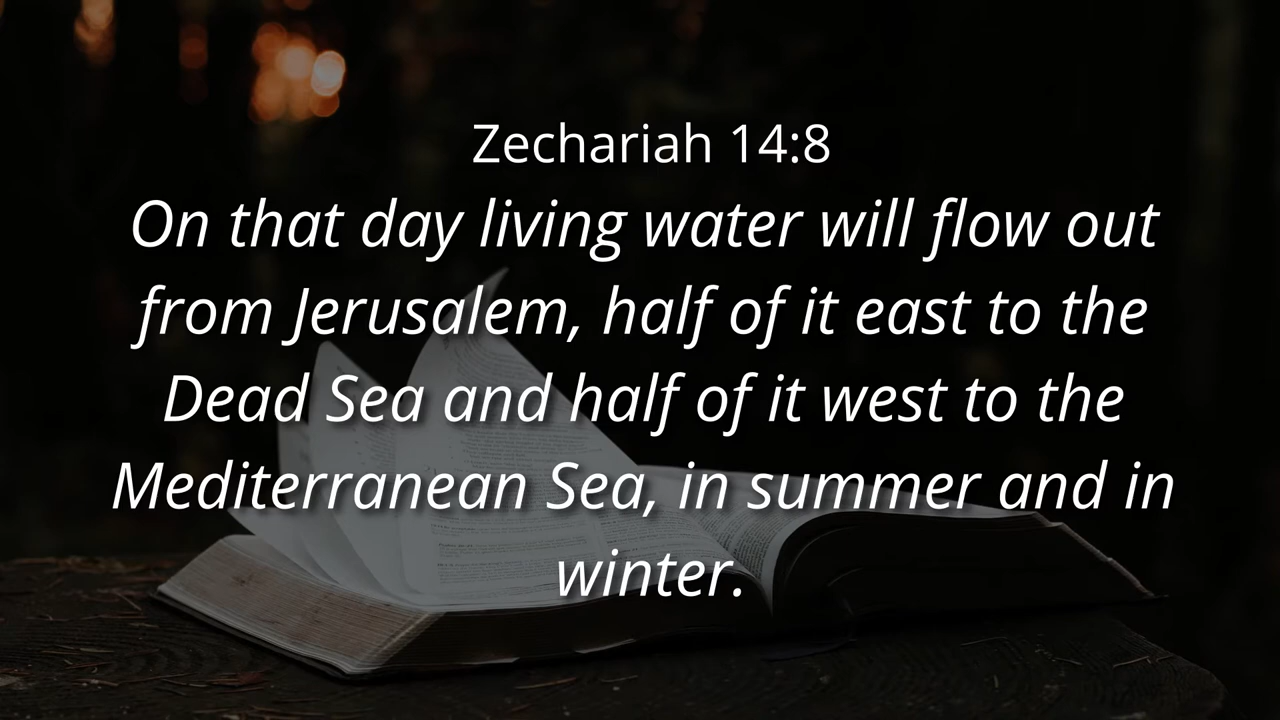 Zechariah 14:8
On that day living water will flow out
from Jerusalem, half of it east to the
Dead Sea and half of it west to the
Mediterranean Sea, in summer and in
winter.